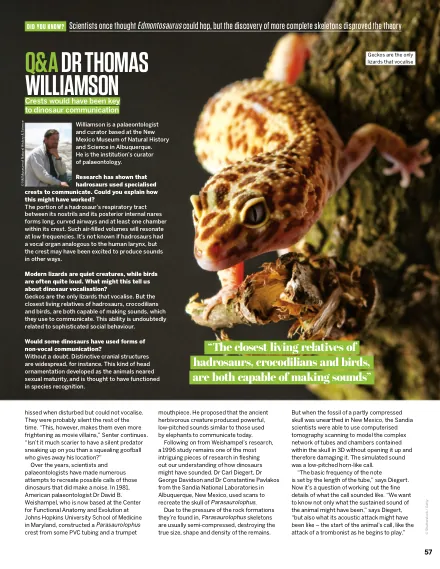 DID YOU KNOW? Scientists once thought Edmontosaurus could hop, but the discovery of more complete skeletons disproved the theory
Geckos are the only
lizards that vocalise
Q&A DR THOMAS
WILLIAMSON
Crests would have been key
to dinosaur communication
Williamson is a palaeontologist
and curator based at the New
Mexico Museum of Natural History
and Science in Albuquerque.
He is the institution's curator
of palaeontology.
Research has shown that
hadrosaurs used specialised
crests to communicate. Could you explain how
this might have worked?
The portion of a hadrosaur's respiratory tract
between its nostrils and its posterior internal nares
forms long, curved airways and at least one chamber
within its crest. Such air-filled volumes will resonate
at low frequencies. It's not known if hadrosaurs had
a vocal organ analogous to the human larynx, but
the crest may have been excited to produce sounds
in other ways.
Modern lizards are quiet creatures, while birds
are often quite loud. What might this tell us
about dinosaur vocalisation?
Geckos are the only lizards that vocalise. But the
closest living relatives of hadrosaurs, crocodilians
and birds, are both capable of making sounds, which
they use to communicate. This ability is undoubtedly
related to sophisticated social behaviour.
Would some dinosaurs have used forms of
non-vocal communication?
Without a doubt. Distinctive cranial structures
are widespread, for instance. This kind of head
ornamentation developed as the animals neared
sexual maturity, and is thought to have functioned
in species recognition.
"The closest living relatives of
hadrosaurs, crocodilians and birds,
are both capable of making sounds"
hissed when disturbed but could not vocalise.
They were probably silent the rest of the
time. "This, however, makes them even more
frightening as movie villains," Senter continues.
"Isn't it much scarier to have a silent predator
sneaking up on you than a squealing football
who gives away his location?"
Over the years, scientists and
palaeontologists have made numerous
attempts to recreate possible calls of those
dinosaurs that did make a noise. In 1981,
American palaeontologist Dr David B.
Weishampel, who is now based at the Center
for Functional Anatomy and Evolution at
Johns Hopkins University School of Medicine
in Maryland, constructed a Parasaurolophus
crest from some PVC tubing and a trumpet
mouthpiece. He proposed that the ancient
herbivorous creature produced powerful,
low-pitched sounds similar to those used
by elephants to communicate today.
Following on from Weishampel's research,
a 1996 study remains one of the most
intriguing pieces of research in fleshing
out our understanding of how dinosaurs
might have sounded. Dr Carl Diegert, Dr
George Davidson and Dr Constantine Pavlakos
from the Sandia National Laboratories in
Albuquerque, New Mexico, used scans to
recreate the skull of Parasaurolophus.
Due to the pressure of the rock formations
they're found in, Parasaurolophus skeletons
are usually semi-compressed, destroying the
true size, shape and density of the remains.
But when the fossil of a partly compressed
skull was unearthed in New Mexico, the Sandia
scientists were able to use computerised
tomography scanning to model the complex
network of tubes and chambers contained
within the skull in 3D without opening it up and
therefore damaging it. The simulated sound
was a low-pitched horn-like call.
"The basic frequency of the note
is set by the length of the tube," says Diegert.
Now it's a question of working out the fine
details of what the call sounded like. "We want
to know not only what the sustained sound of
the animal might have been," says Diegert,
"but also what its acoustic attack might have
been like – the start of the animal's call, like the
attack of a trombonist as he begins to play."
57